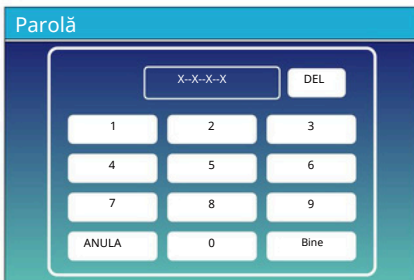 Parolă
X--X--X--X DEL
1 2 3
4 5 6
7 8 9
ANULA 0 Bine